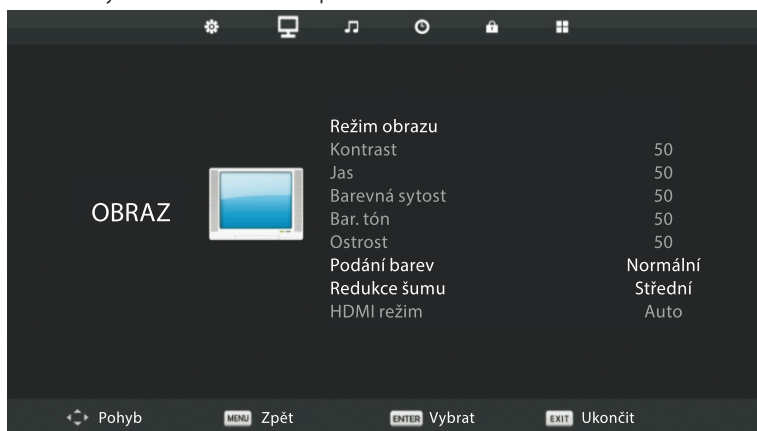 Režim obrazu
Kontrast 50
Jas 50
Barevná sytost 50
OBRAZ
Bar. tón 50
Ostrost 50
Podání barev Normální
Redukce šumu Střední
HDMI režim Auto
Pohyb MENU Zpět ENTER Vybrat EXIT Ukončit